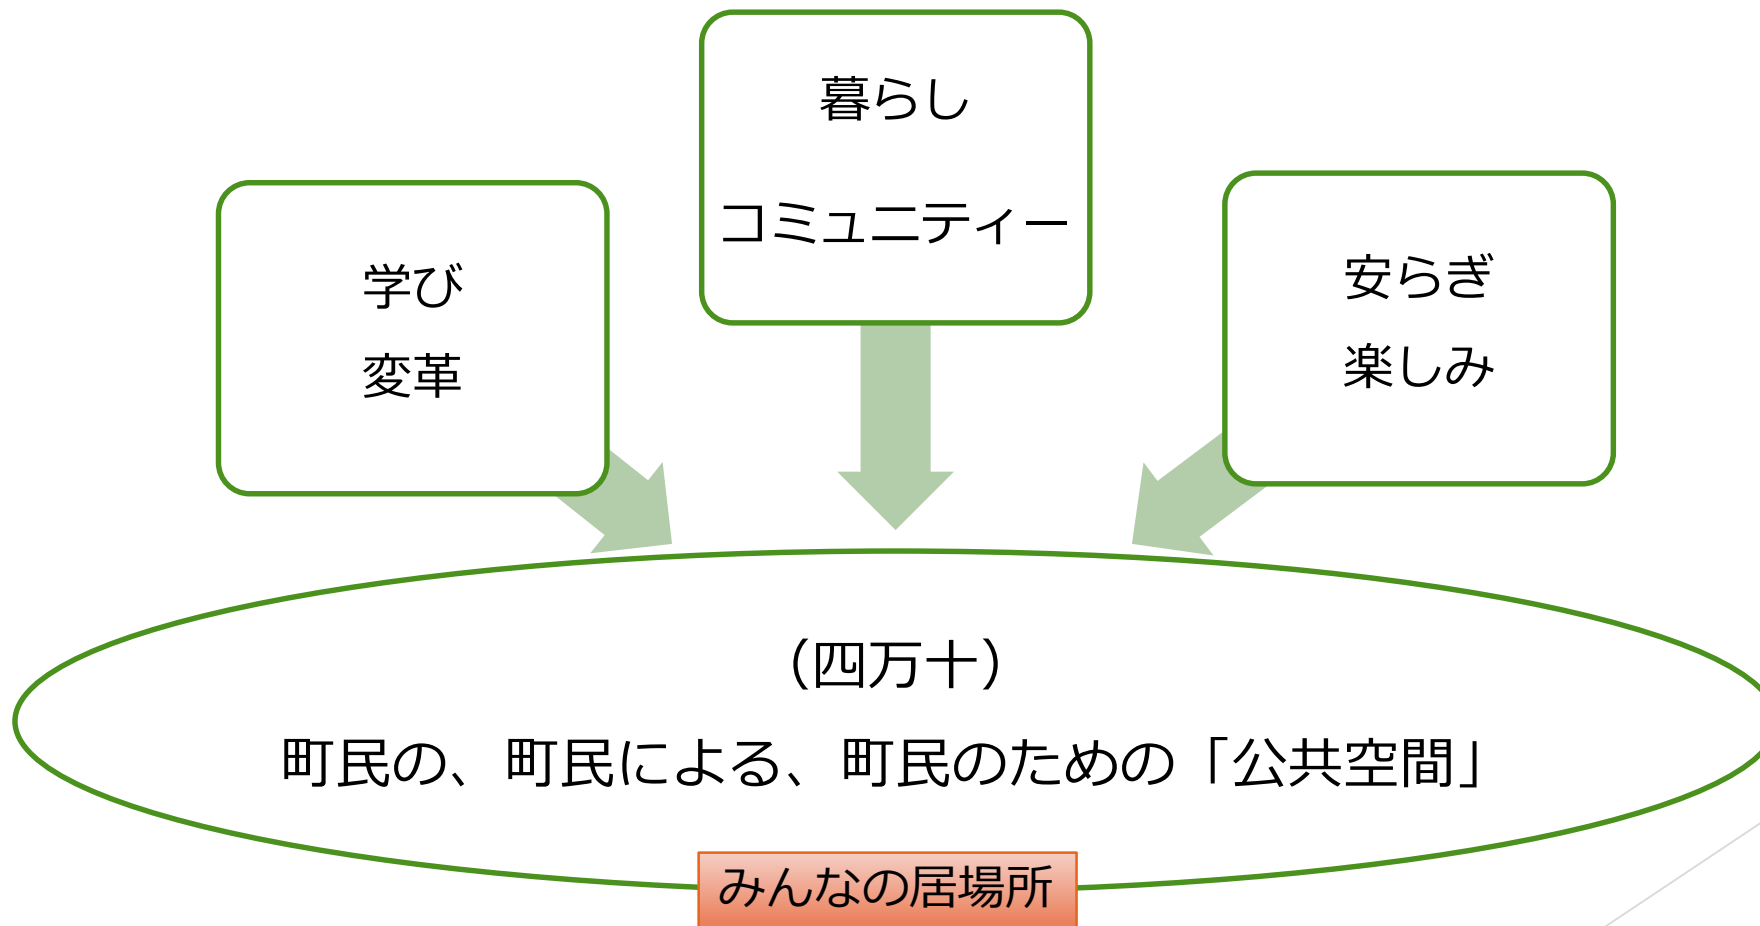 暮らし
コミュニティー
学び
変革
安らぎ
楽しみ
（四万十）
町民の、町民による、町民のための「公共空間」
みんなの居場所